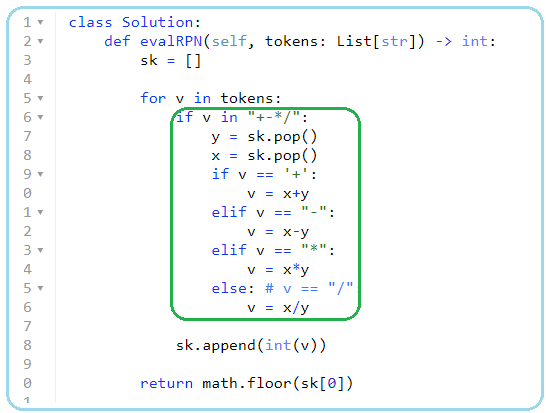 1 class Solution:
2     def evalRPN(self, tokens: List[str]) -> int:
3         sk = []
4
5         for v in tokens:
6             if v in "+-*/":
7                 y = sk.pop()
8                 x = sk.pop()
9                 if v == '+':
0                     v = x+y
1                 elif v == "-":
2                     v = x-y
3                 elif v == "*":
4                     v = x*y
5                 else: # v == "/"
6                     v = x/y
7
8             sk.append(int(v))
9
0         return math.floor(sk[0])
1